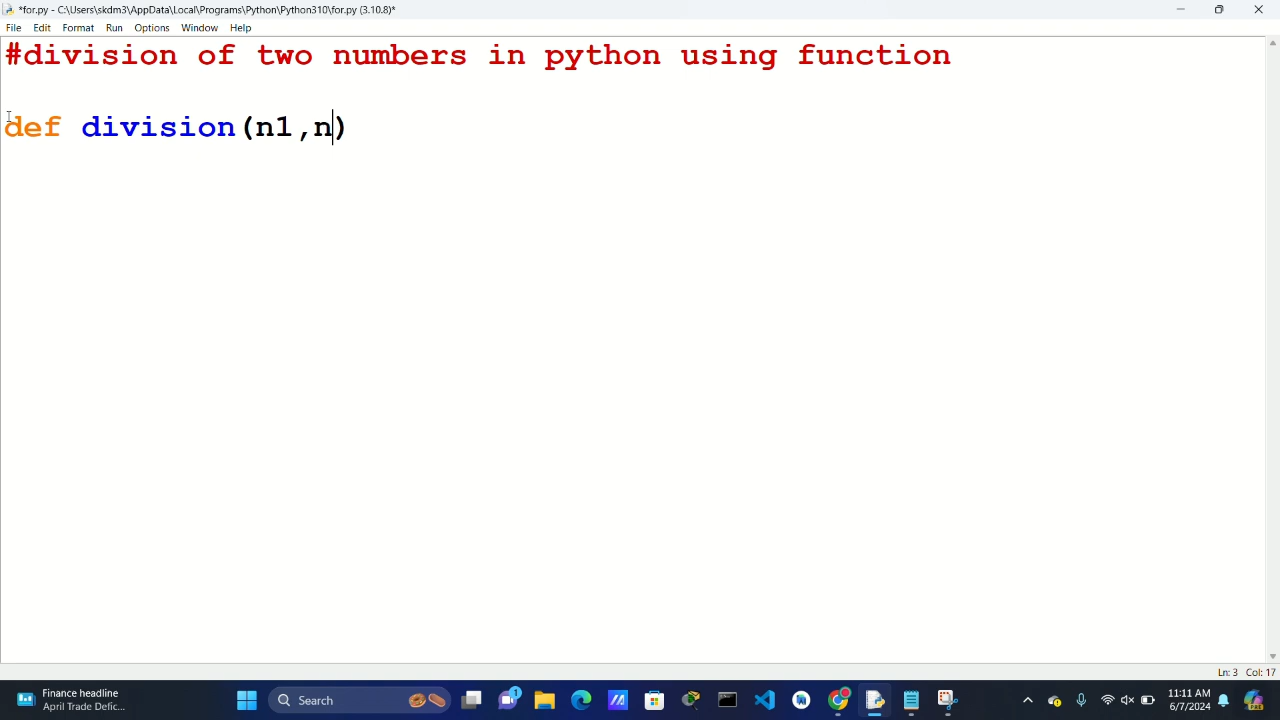 *for.py - C:\Users\skdm3\AppData\Local\Programs\Python\Python310\for.py (3.10.8)*
File Edit Format Run Options Window Help
#division of two numbers in python using function
def division(n1,n)
Ln: 3 Col: 17
Finance headline
April Trade Defic...
Search
1
11:11 AM
6/7/2024